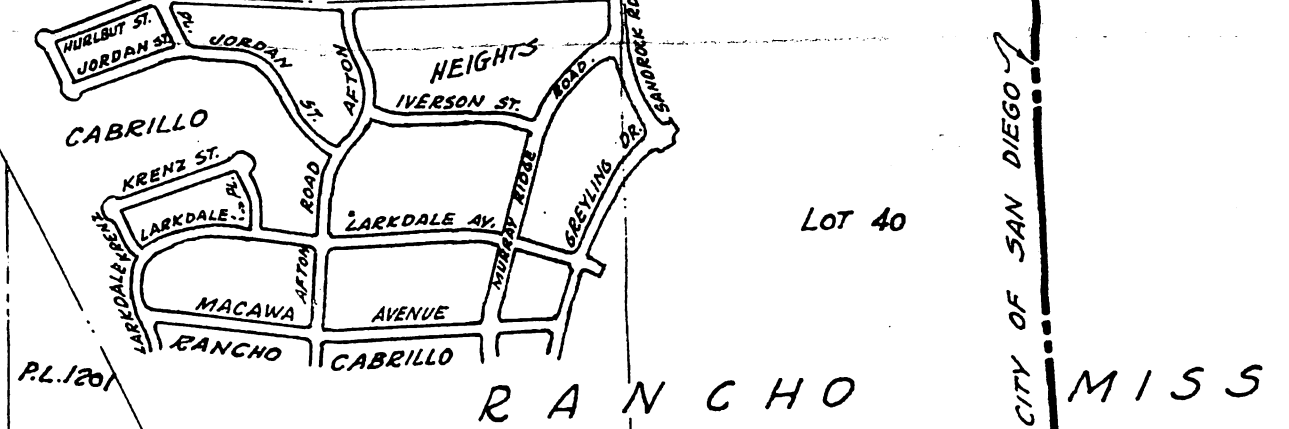 HURLBUT ST.
JORDAN ST.
PL.
JORDAN
ST.
AFTON
HEIGHTS
IVERSON ST.
ROAD.
SANDROCK RD
CABRILLO
KRENZ ST.
PL.
LARKDALE
KRENZ
LARKDALE
ROAD
LARKDALE AV.
MURRAY RIDGE
GREYLING DR.
AFTON
MACAWA
AVENUE
RANCHO
CABRILLO
P.L.1201
LOT 40
CITY OF SAN DIEGO
RANCHO MISS